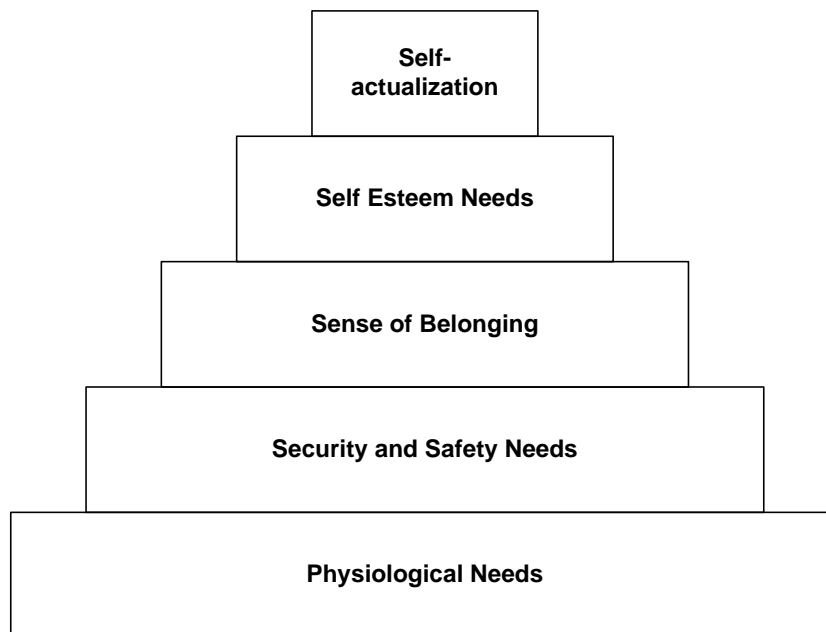 Self-
actualization
Self Esteem Needs
Sense of Belonging
Security and Safety Needs
Physiological Needs